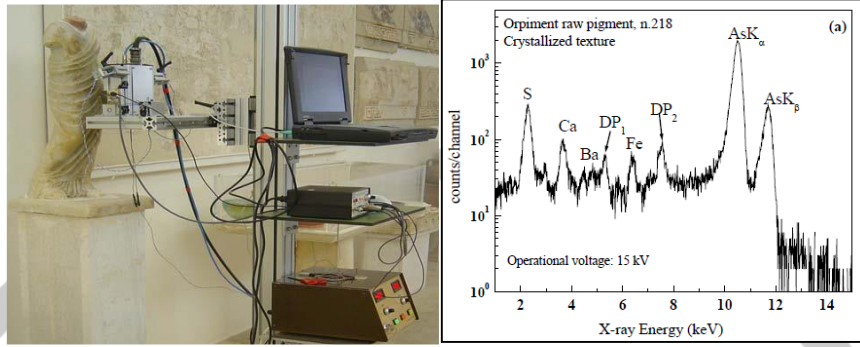 Orpiment raw pigment, n.218
(a)
Crystallized texture
AsKα
AsKβ
S
Ca
Ba
DP1
Fe
DP2
counts/channel
10³
10²
10¹
10⁰
Operational voltage: 15 kV
2 4 6 8 10 12 14
X-ray Energy (keV)